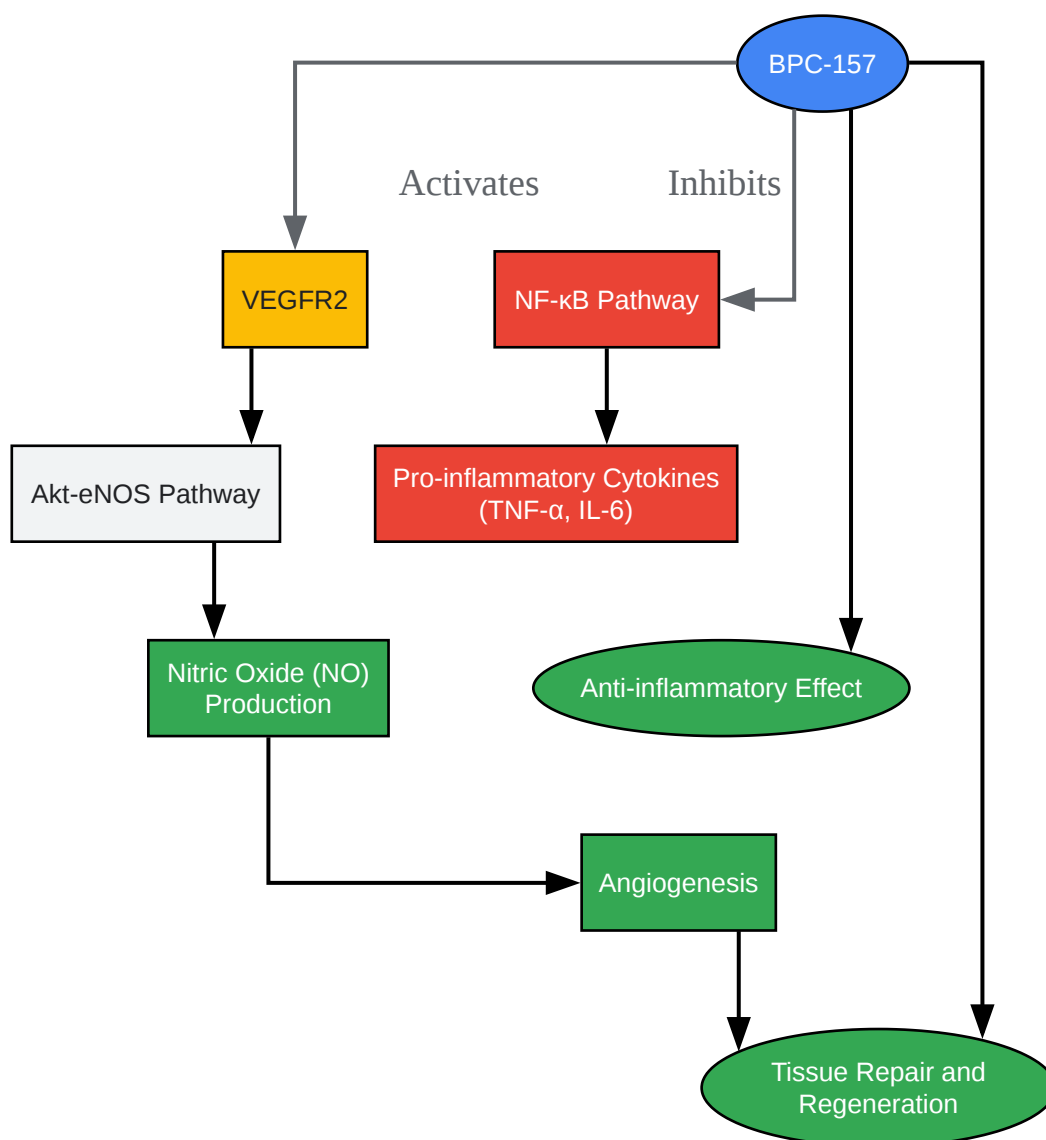 BPC-157
Activates
Inhibits
VEGFR2
NF-κB Pathway
Akt-eNOS Pathway
Pro-inflammatory Cytokines
(TNF-α, IL-6)
Nitric Oxide (NO)
Production
Anti-inflammatory Effect
Angiogenesis
Tissue Repair and
Regeneration